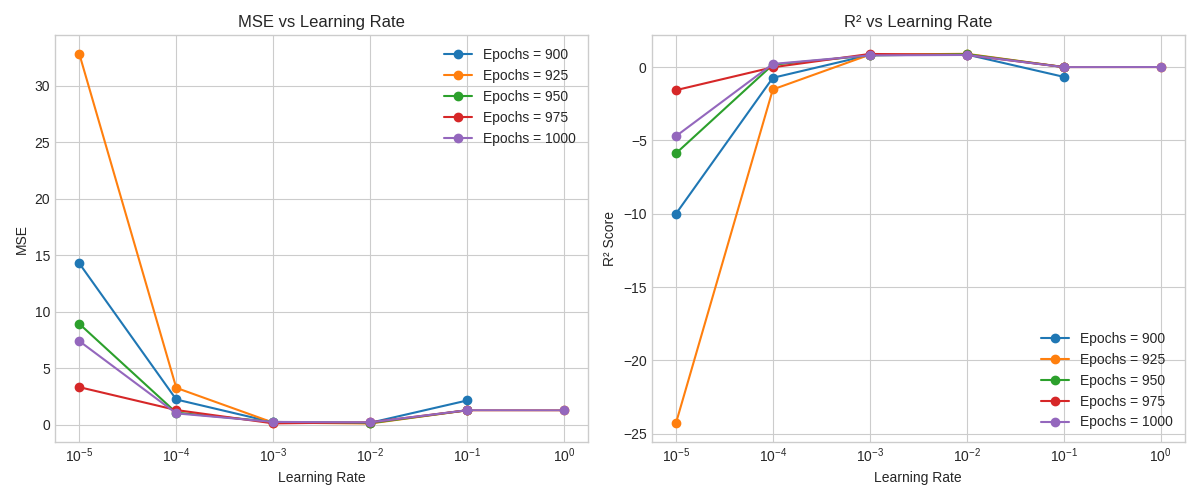 MSE vs Learning Rate
MSE
30
25
20
15
10
5
0
Epochs = 900
Epochs = 925
Epochs = 950
Epochs = 975
Epochs = 1000
10⁻⁵ 10⁻⁴ 10⁻³ 10⁻² 10⁻¹ 10⁰
Learning Rate
R² vs Learning Rate
R² Score
0
−5
−10
−15
−20
−25
Epochs = 900
Epochs = 925
Epochs = 950
Epochs = 975
Epochs = 1000
10⁻⁵ 10⁻⁴ 10⁻³ 10⁻² 10⁻¹ 10⁰
Learning Rate